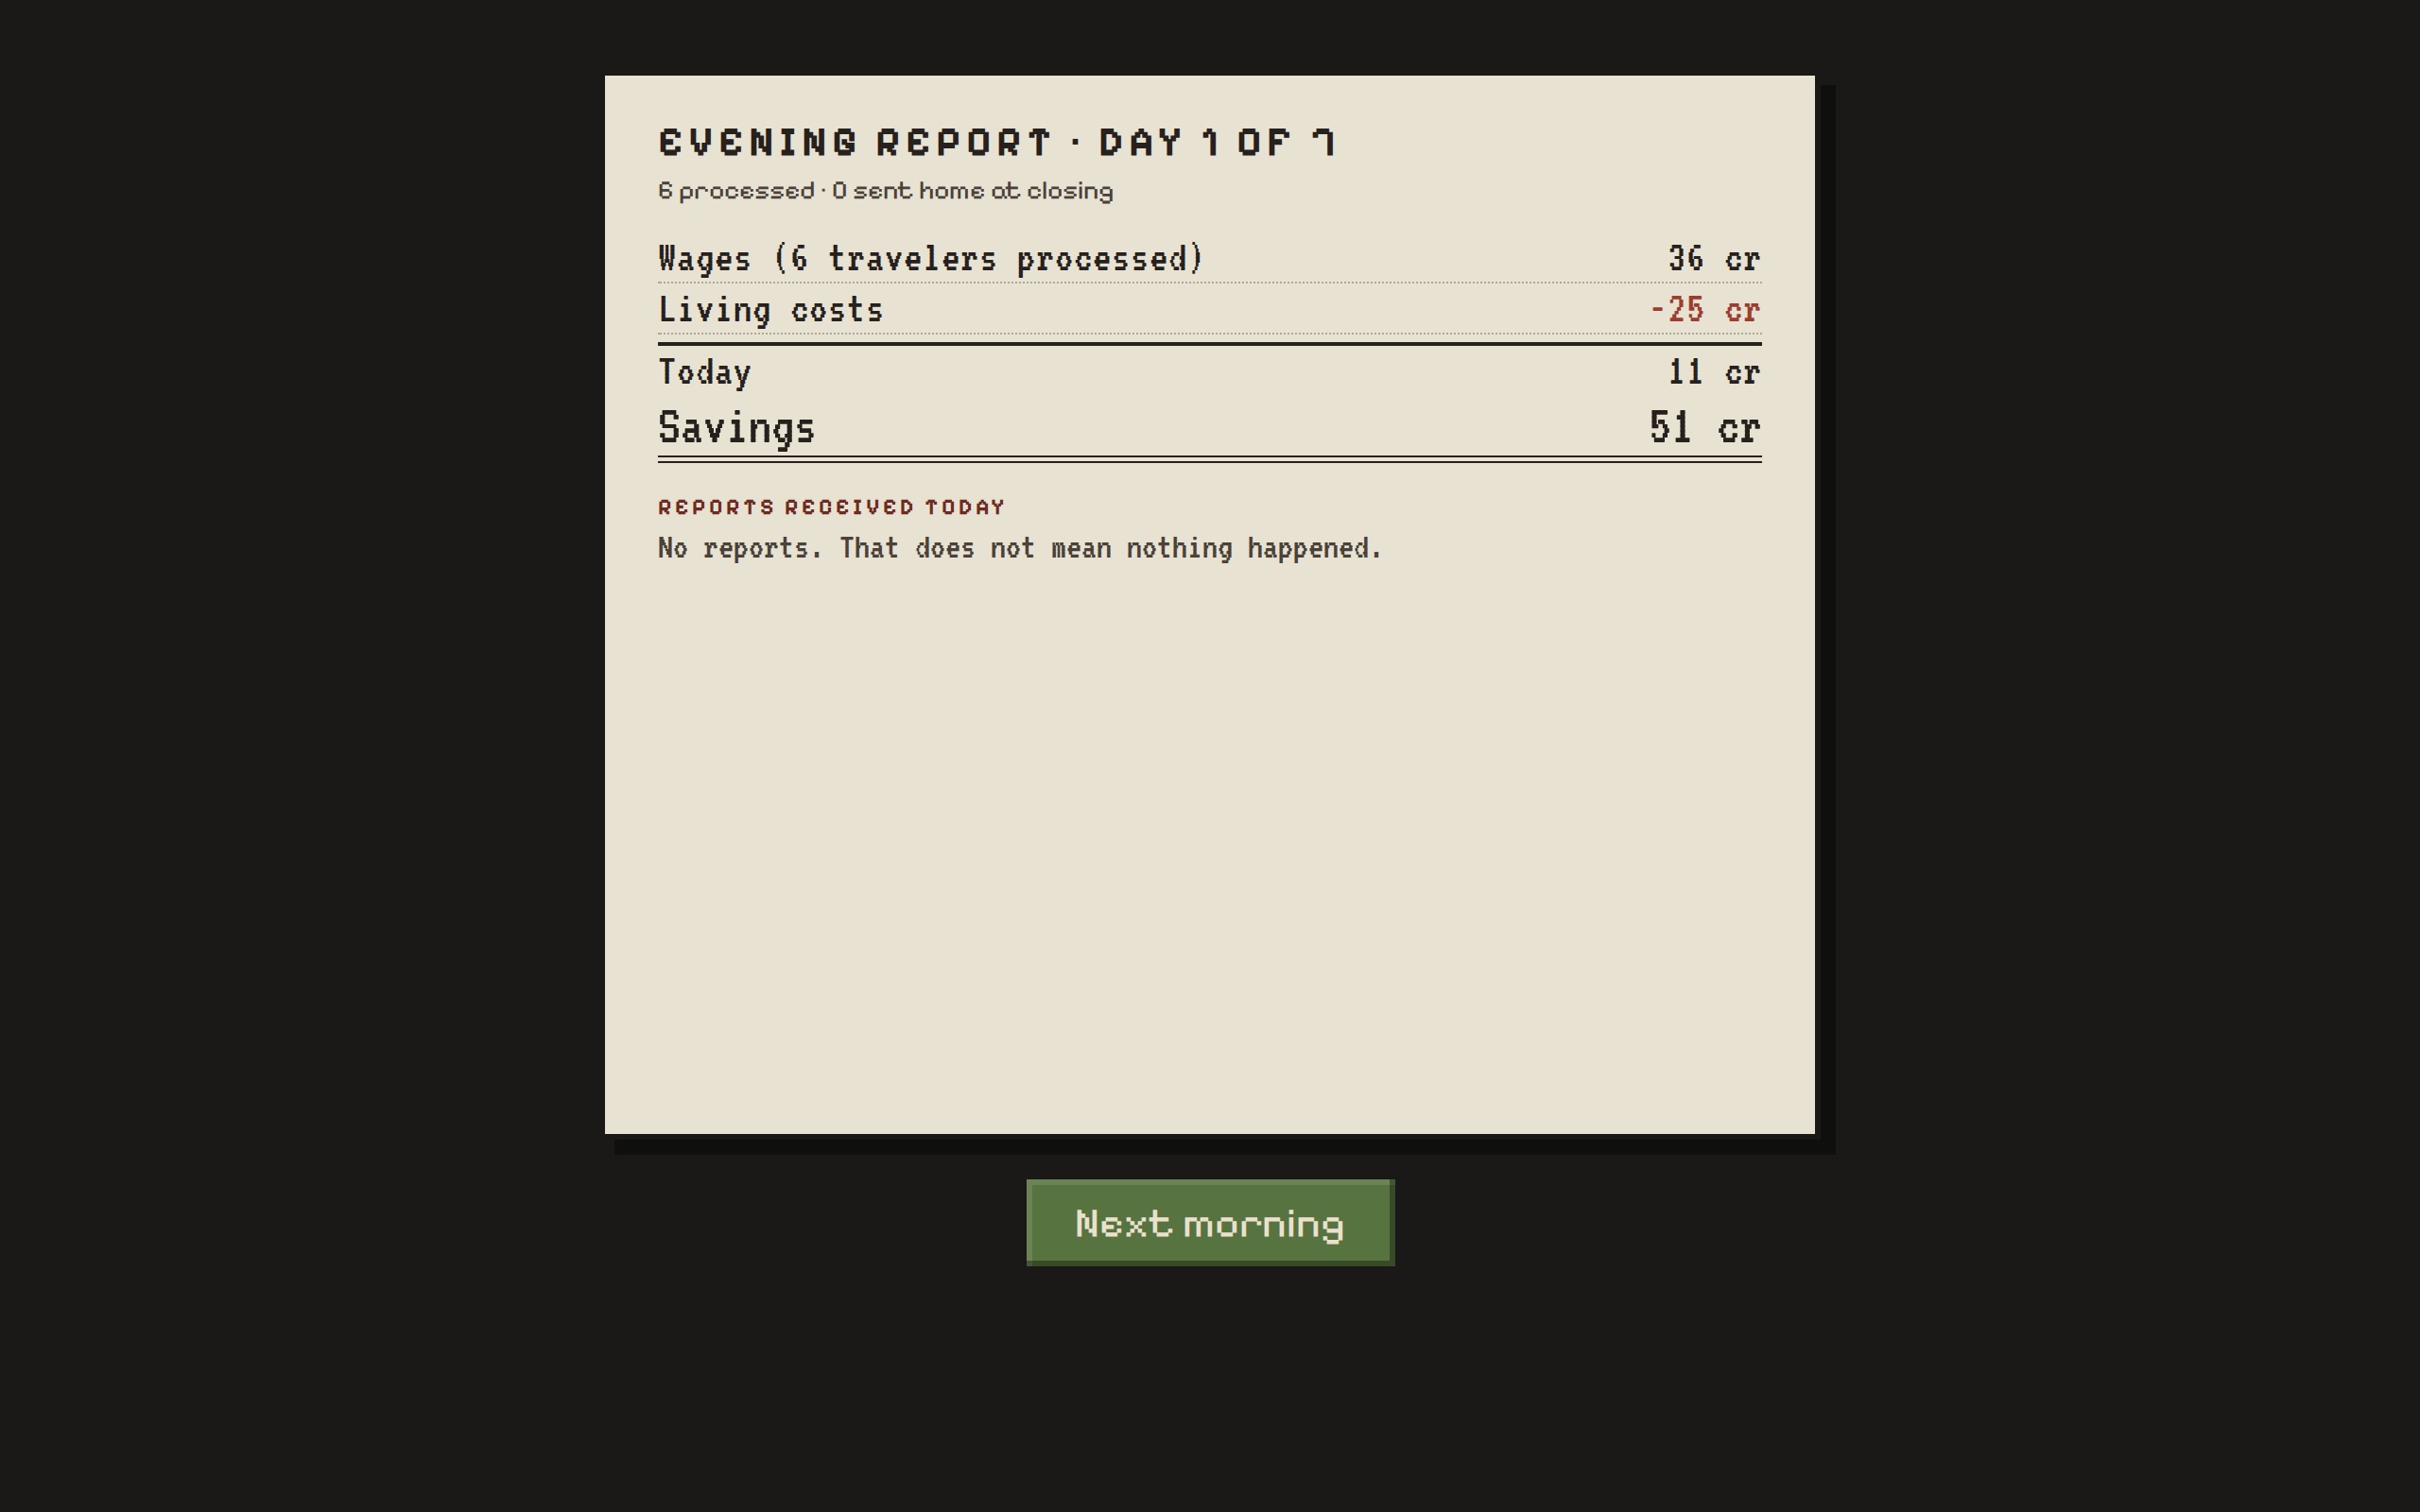 EVENING REPORT · DAY 1 OF 7
6 processed · 0 sent home at closing
Wages (6 travelers processed) 36 cr
Living costs -25 cr
Today 11 cr
Savings 51 cr
REPORTS RECEIVED TODAY
No reports. That does not mean nothing happened.
Next morning